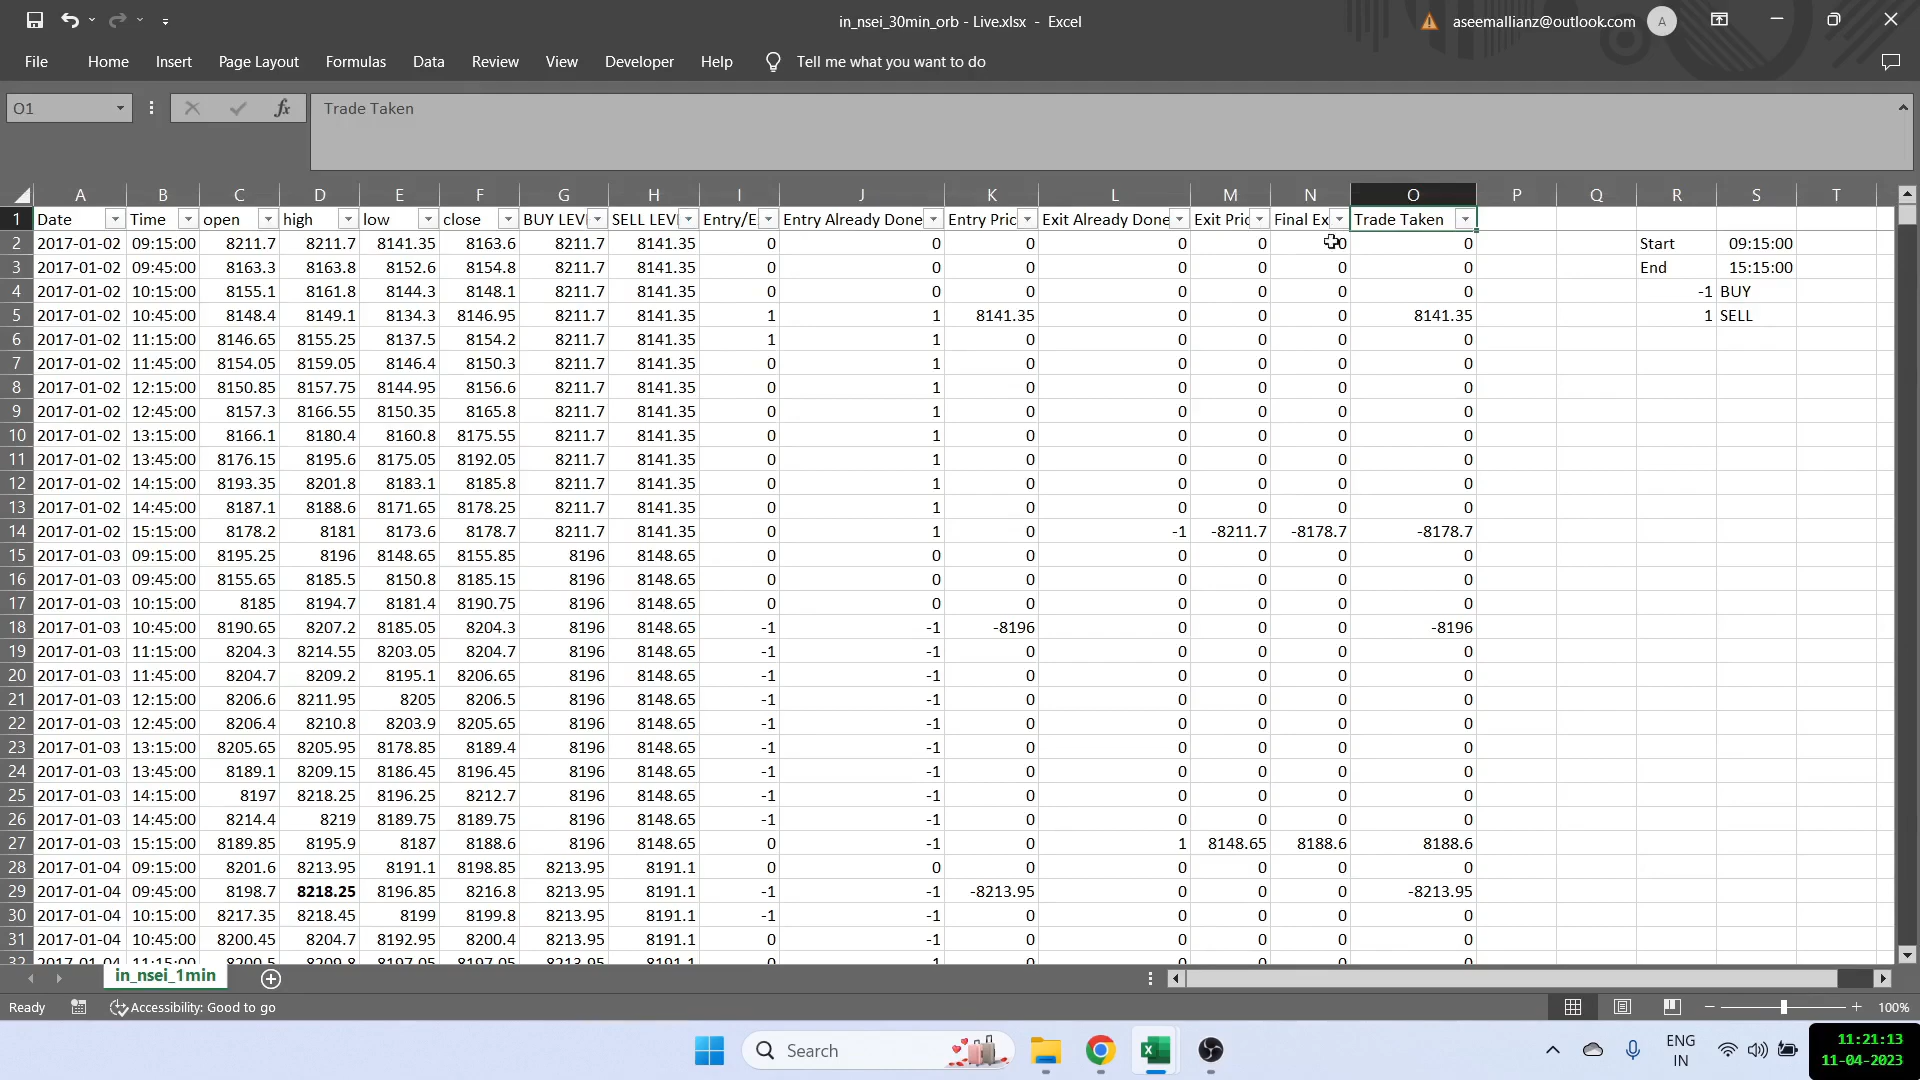 in_nsei_30min_orb - Live.xlsx - Excel
aseemallianz@outlook.com A
File Home Insert Page Layout Formulas Data Review View Developer Help Tell me what you want to do
O1 fx Trade Taken
A B C D E F G H I J K L M N O P Q R S T
1 Date Time open high low close BUY LEV SELL LEV Entry/E Entry Already Done Entry Pric Exit Already Done Exit Pric Final Ex Trade Taken
2 2017-01-02 09:15:00 8211.7 8211.7 8141.35 8163.6 8211.7 8141.35 0 0 0 0 0 0 0 Start 09:15:00
3 2017-01-02 09:45:00 8163.3 8163.8 8152.6 8154.8 8211.7 8141.35 0 0 0 0 0 0 0 End 15:15:00
4 2017-01-02 10:15:00 8155.1 8161.8 8144.3 8148.1 8211.7 8141.35 0 0 0 0 0 0 0 -1 BUY
5 2017-01-02 10:45:00 8148.4 8149.1 8134.3 8146.95 8211.7 8141.35 1 1 8141.35 0 0 0 8141.35 1 SELL
6 2017-01-02 11:15:00 8146.65 8155.25 8137.5 8154.2 8211.7 8141.35 1 1 0 0 0 0 0
7 2017-01-02 11:45:00 8154.05 8159.05 8146.4 8150.3 8211.7 8141.35 0 1 0 0 0 0 0
8 2017-01-02 12:15:00 8150.85 8157.75 8144.95 8156.6 8211.7 8141.35 0 1 0 0 0 0 0
9 2017-01-02 12:45:00 8157.3 8166.55 8150.35 8165.8 8211.7 8141.35 0 1 0 0 0 0 0
10 2017-01-02 13:15:00 8166.1 8180.4 8160.8 8175.55 8211.7 8141.35 0 1 0 0 0 0 0
11 2017-01-02 13:45:00 8176.15 8195.6 8175.05 8192.05 8211.7 8141.35 0 1 0 0 0 0 0
12 2017-01-02 14:15:00 8193.35 8201.8 8183.1 8185.8 8211.7 8141.35 0 1 0 0 0 0 0
13 2017-01-02 14:45:00 8187.1 8188.6 8171.65 8178.25 8211.7 8141.35 0 1 0 0 0 0 0
14 2017-01-02 15:15:00 8178.2 8181 8173.6 8178.7 8211.7 8141.35 0 1 0 -1 -8211.7 -8178.7 -8178.7
15 2017-01-03 09:15:00 8195.25 8196 8148.65 8155.85 8196 8148.65 0 0 0 0 0 0 0
16 2017-01-03 09:45:00 8155.65 8185.5 8150.8 8185.15 8196 8148.65 0 0 0 0 0 0 0
17 2017-01-03 10:15:00 8185 8194.7 8181.4 8190.75 8196 8148.65 0 0 0 0 0 0 0
18 2017-01-03 10:45:00 8190.65 8207.2 8185.05 8204.3 8196 8148.65 -1 -1 -8196 0 0 0 -8196
19 2017-01-03 11:15:00 8204.3 8214.55 8203.05 8204.7 8196 8148.65 -1 -1 0 0 0 0 0
20 2017-01-03 11:45:00 8204.7 8209.2 8195.1 8206.65 8196 8148.65 -1 -1 0 0 0 0 0
21 2017-01-03 12:15:00 8206.6 8211.95 8205 8206.5 8196 8148.65 -1 -1 0 0 0 0 0
22 2017-01-03 12:45:00 8206.4 8210.8 8203.9 8205.65 8196 8148.65 -1 -1 0 0 0 0 0
23 2017-01-03 13:15:00 8205.65 8205.95 8178.85 8189.4 8196 8148.65 -1 -1 0 0 0 0 0
24 2017-01-03 13:45:00 8189.1 8209.15 8186.45 8196.45 8196 8148.65 -1 -1 0 0 0 0 0
25 2017-01-03 14:15:00 8197 8218.25 8196.25 8212.7 8196 8148.65 -1 -1 0 0 0 0 0
26 2017-01-03 14:45:00 8214.4 8219 8189.75 8189.75 8196 8148.65 -1 -1 0 0 0 0 0
27 2017-01-03 15:15:00 8189.85 8195.9 8187 8188.6 8196 8148.65 0 -1 0 1 8148.65 8188.6 8188.6
28 2017-01-04 09:15:00 8201.6 8213.95 8191.1 8198.85 8213.95 8191.1 0 0 0 0 0 0 0
29 2017-01-04 09:45:00 8198.7 8218.25 8196.85 8216.8 8213.95 8191.1 -1 -1 -8213.95 0 0 0 -8213.95
30 2017-01-04 10:15:00 8217.35 8218.45 8199 8199.8 8213.95 8191.1 -1 -1 0 0 0 0 0
31 2017-01-04 10:45:00 8200.45 8204.7 8192.95 8200.4 8213.95 8191.1 0 -1 0 0 0 0 0
in_nsei_1min
Ready Accessibility: Good to go 100%
Search ENG IN 11:21:13
11-04-2023